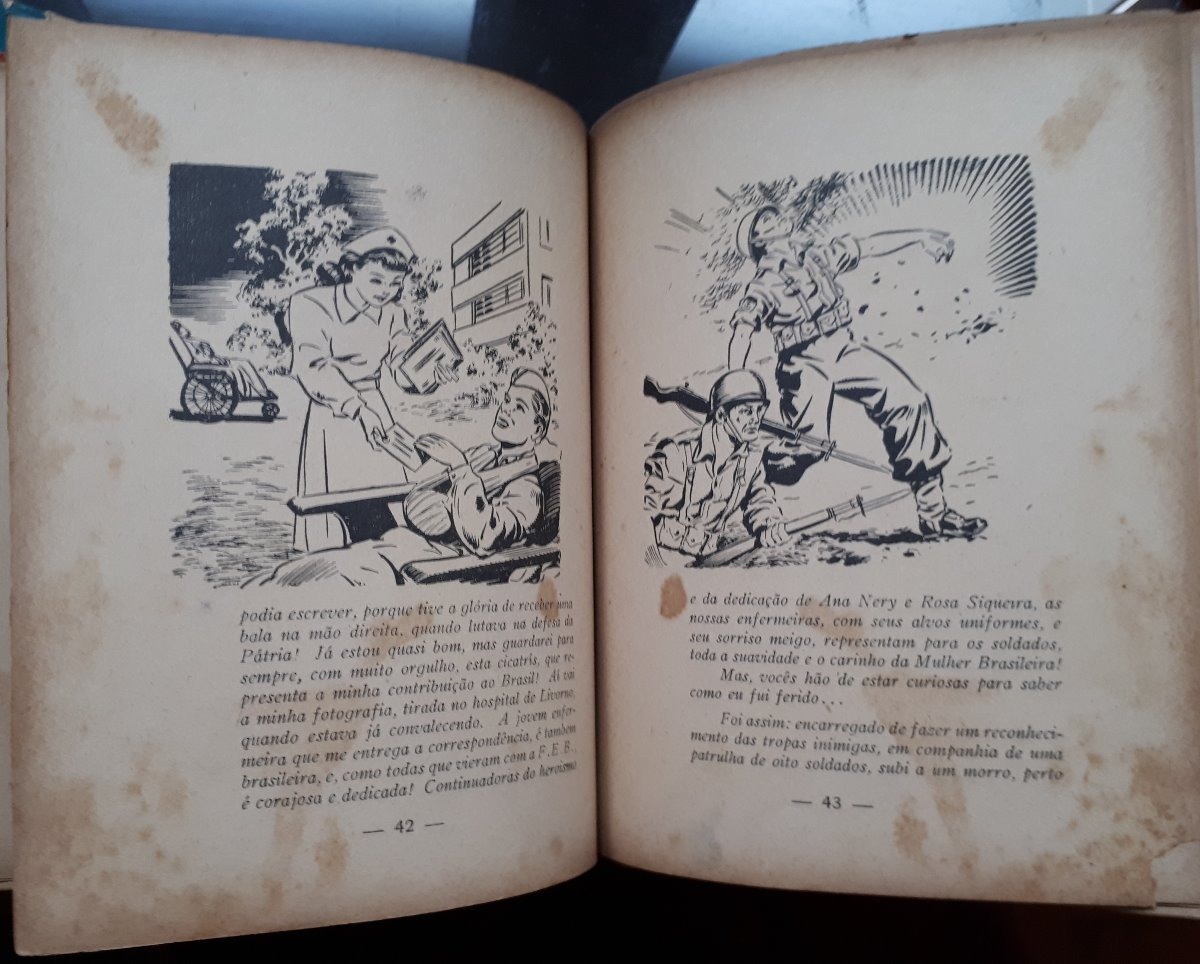 podia escrever, porque tive a glória de receber uma
bala na mão direita, quando lutava na defesa da
Pátria! Já estou quasi bom, mas guardarei para
sempre, com muito orgulho, esta cicatrís, que re-
presenta a minha contribuição ao Brasil! Aí vai
a minha fotografia, tirada no hospital de Livorno,
quando estava já convalecendo. A jovem enfer-
meira que me entrega a correspondência, é tambem
brasileira, e, como todas que vieram com a F.E.B.,
é corajosa e dedicada! Continuadoras do heroismo
— 42 —
e da dedicação de Ana Nery e Rosa Siqueira, as
nossas enfermeiras, com seus alvos uniformes, e
seu sorriso meigo, representam para os soldados,
toda a suavidade e o carinho da Mulher Brasileira!
Mas, vocês hão de estar curiosas para saber
como eu fui ferido...
Foi assim: encarregado de fazer um reconheci-
mento das tropas inimigas, em companhia de uma
patrulha de oito soldados, subi a um morro, perto
— 43 —